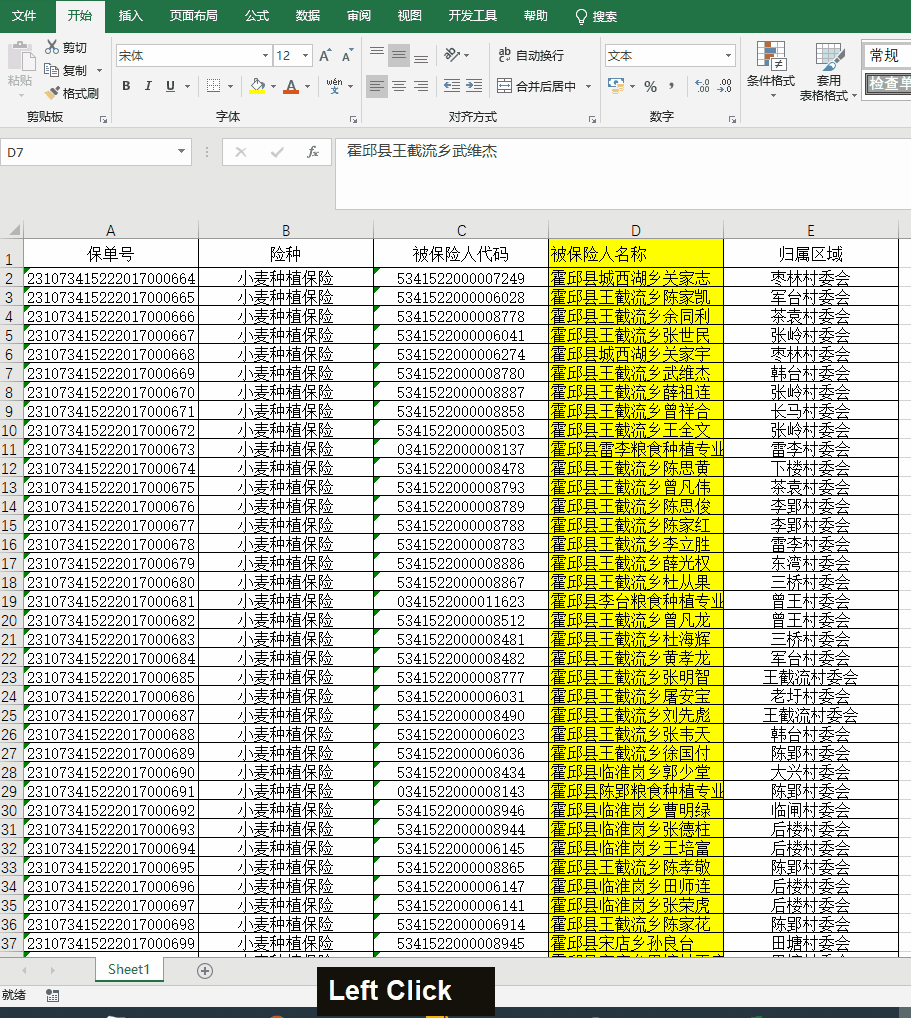 文件 开始 插入 页面布局 公式 数据 审阅 视图 开发工具 帮助 搜索
粘贴 剪切 复制 格式刷
宋体 12 自动换行 文本 常规
B I U 合并后居中 条件格式 套用表格格式 检查单
剪贴板 字体 对齐方式 数字
D7 fx 霍邱县王截流乡武维杰
A B C D E
1 保单号 险种 被保险人代码 被保险人名称 归属区域
2 231073415222017000664 小麦种植保险 5341522000007249 霍邱县城西湖乡关家志 枣林村委会
3 231073415222017000665 小麦种植保险 5341522000006028 霍邱县王截流乡陈家凯 军台村委会
4 231073415222017000666 小麦种植保险 5341522000008778 霍邱县王截流乡余同利 茶袁村委会
5 231073415222017000667 小麦种植保险 5341522000006041 霍邱县王截流乡张世民 张岭村委会
6 231073415222017000668 小麦种植保险 5341522000006274 霍邱县城西湖乡关家宇 枣林村委会
7 231073415222017000669 小麦种植保险 5341522000008780 霍邱县王截流乡武维杰 韩台村委会
8 231073415222017000670 小麦种植保险 5341522000008887 霍邱县王截流乡薛祖连 张岭村委会
9 231073415222017000671 小麦种植保险 5341522000008858 霍邱县王截流乡曾祥合 长马村委会
10 231073415222017000672 小麦种植保险 5341522000008503 霍邱县王截流乡王全文 张岭村委会
11 231073415222017000673 小麦种植保险 0341522000008137 霍邱县雷李粮食种植专业 雷李村委会
12 231073415222017000674 小麦种植保险 5341522000008478 霍邱县王截流乡陈思黄 下楼村委会
13 231073415222017000675 小麦种植保险 5341522000008793 霍邱县王截流乡曾凡伟 茶袁村委会
14 231073415222017000676 小麦种植保险 5341522000008789 霍邱县王截流乡陈思俊 李郢村委会
15 231073415222017000677 小麦种植保险 5341522000008788 霍邱县王截流乡陈家红 李郢村委会
16 231073415222017000678 小麦种植保险 5341522000008783 霍邱县王截流乡李立胜 雷李村委会
17 231073415222017000679 小麦种植保险 5341522000008886 霍邱县王截流乡薛光权 东湾村委会
18 231073415222017000680 小麦种植保险 5341522000008867 霍邱县王截流乡杜从果 三桥村委会
19 231073415222017000681 小麦种植保险 0341522000011623 霍邱县李台粮食种植专业 曾王村委会
20 231073415222017000682 小麦种植保险 5341522000008512 霍邱县王截流乡曾凡龙 曾王村委会
21 231073415222017000683 小麦种植保险 5341522000008481 霍邱县王截流乡杜海辉 三桥村委会
22 231073415222017000684 小麦种植保险 5341522000008482 霍邱县王截流乡黄孝龙 军台村委会
23 231073415222017000685 小麦种植保险 5341522000008777 霍邱县王截流乡张明智 王截流村委会
24 231073415222017000686 小麦种植保险 5341522000006031 霍邱县王截流乡屠安宝 老圩村委会
25 231073415222017000687 小麦种植保险 5341522000008490 霍邱县王截流乡刘先彪 王截流村委会
26 231073415222017000688 小麦种植保险 5341522000006023 霍邱县王截流乡张韦天 韩台村委会
27 231073415222017000689 小麦种植保险 5341522000006036 霍邱县王截流乡徐国付 陈郢村委会
28 231073415222017000690 小麦种植保险 5341522000008434 霍邱县临淮岗乡郭少堂 大兴村委会
29 231073415222017000691 小麦种植保险 0341522000008143 霍邱县陈郢粮食种植专业 陈郢村委会
30 231073415222017000692 小麦种植保险 5341522000008946 霍邱县临淮岗乡曹明绿 临闸村委会
31 231073415222017000693 小麦种植保险 5341522000008944 霍邱县临淮岗乡张德柱 后楼村委会
32 231073415222017000694 小麦种植保险 5341522000006145 霍邱县临淮岗乡王培富 后楼村委会
33 231073415222017000695 小麦种植保险 5341522000008865 霍邱县王截流乡陈孝敬 陈郢村委会
34 231073415222017000696 小麦种植保险 5341522000006147 霍邱县临淮岗乡田师连 后楼村委会
35 231073415222017000697 小麦种植保险 5341522000006141 霍邱县临淮岗乡张荣虎 后楼村委会
36 231073415222017000698 小麦种植保险 5341522000006914 霍邱县王截流乡陈家花 陈郢村委会
37 231073415222017000699 小麦种植保险 5341522000008945 霍邱县宋店乡孙良台 田塘村委会
Sheet1
就绪
Left Click